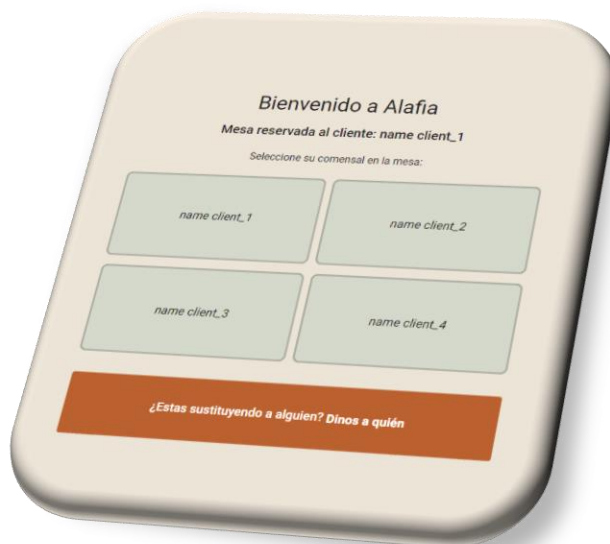 Bienvenido a Alafia
Mesa reservada al cliente: name client_1
Seleccione su comensal en la mesa:
name client_1
name client_2
name client_3
name client_4
¿Estas sustituyendo a alguien? Dinos a quién